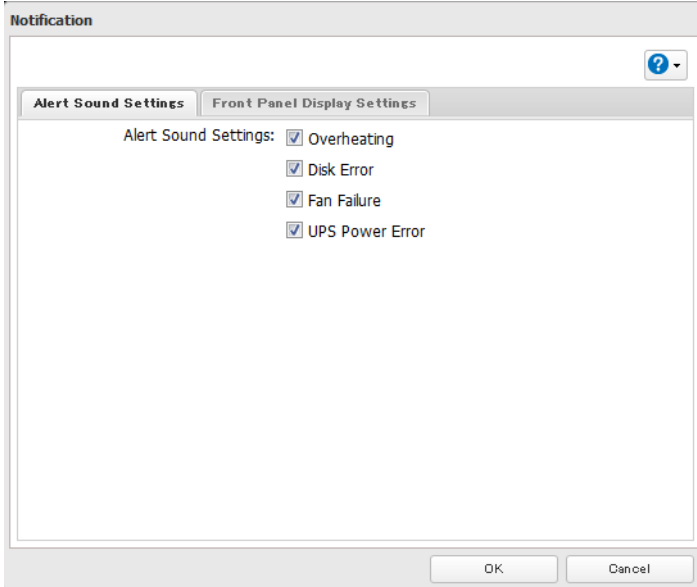 Notification
Alert Sound Settings Front Panel Display Settings
Alert Sound Settings: Overheating
Disk Error
Fan Failure
UPS Power Error
OK Cancel